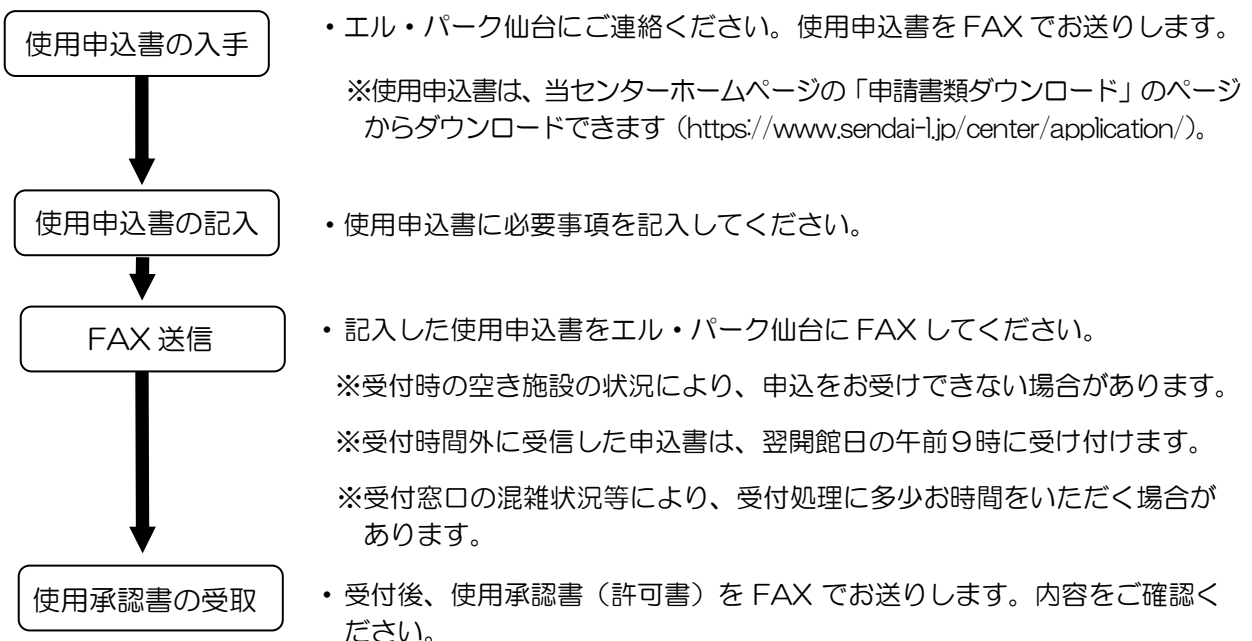 使用申込書の入手
・エル・パーク仙台にご連絡ください。使用申込書を FAX でお送りします。
※使用申込書は、当センターホームページの「申請書類ダウンロード」のページ
からダウンロードできます（https://www.sendai-l.jp/center/application/）。
使用申込書の記入
・使用申込書に必要事項を記入してください。
FAX 送信
・記入した使用申込書をエル・パーク仙台に FAX してください。
※受付時の空き施設の状況により、申込をお受けできない場合があります。
※受付時間外に受信した申込書は、翌開館日の午前９時に受け付けます。
※受付窓口の混雑状況等により、受付処理に多少お時間をいただく場合が
あります。
使用承認書の受取
・受付後、使用承認書（許可書）を FAX でお送りします。内容をご確認く
ださい。